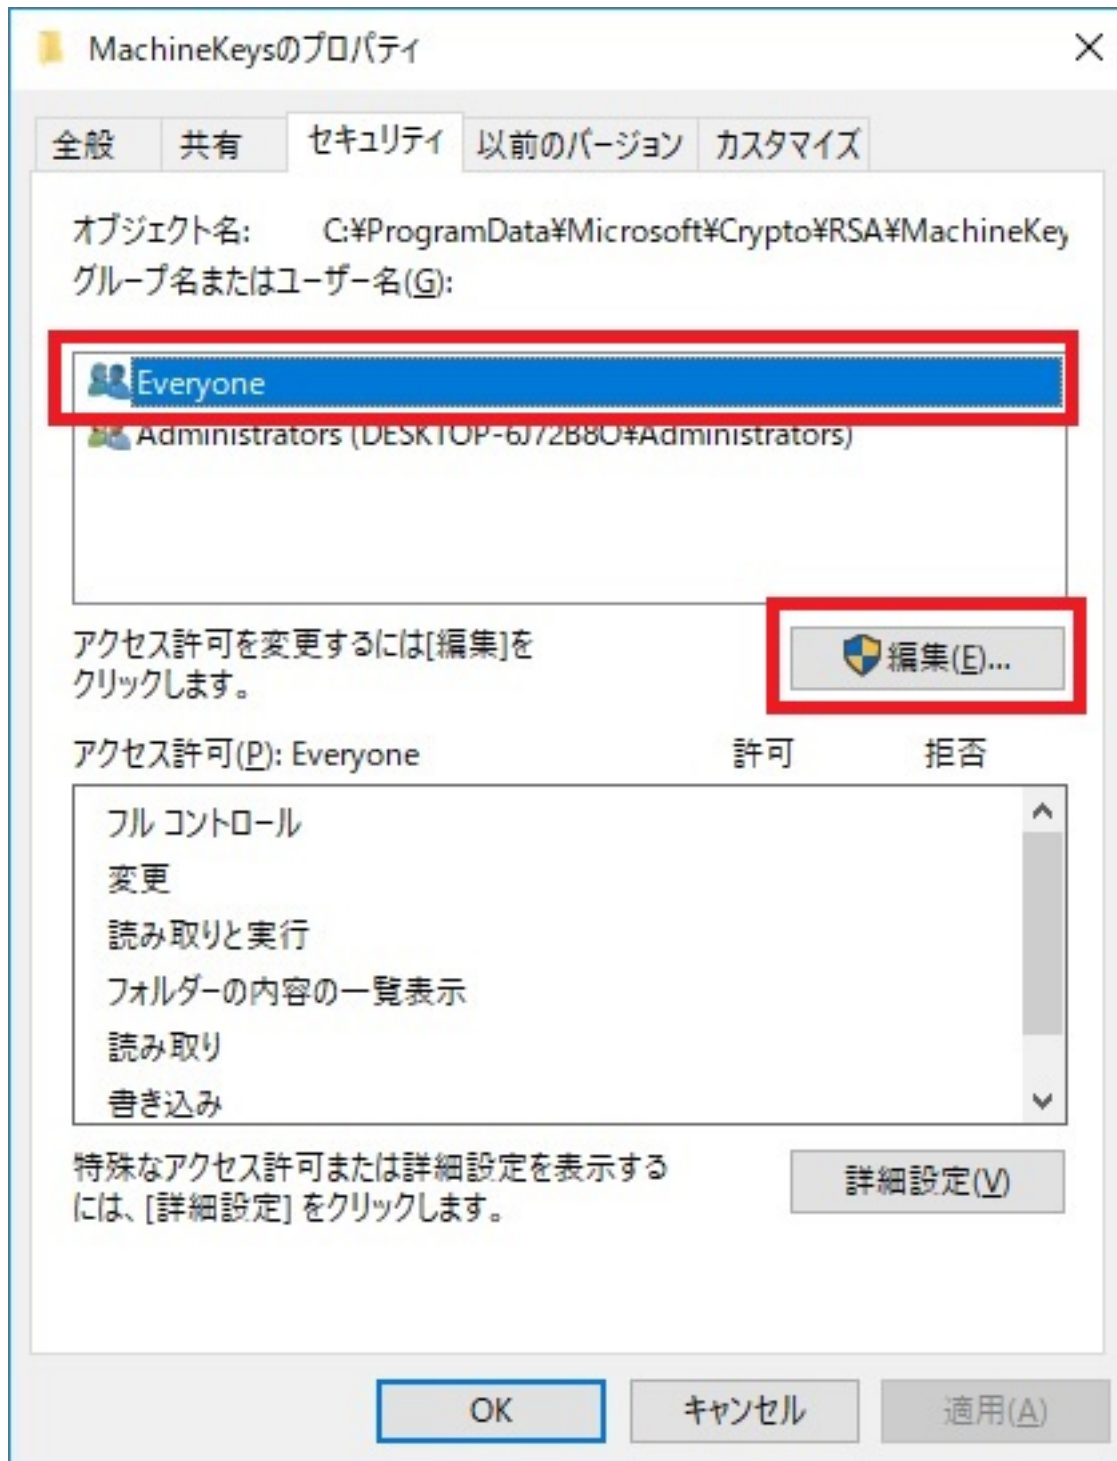 MachineKeysのプロパティ
全般 共有 セキュリティ 以前のバージョン カスタマイズ
オブジェクト名: C:¥ProgramData¥Microsoft¥Crypto¥RSA¥MachineKey
グループ名またはユーザー名(G):
Everyone
Administrators (DESKTOP-6J72B8O¥Administrators)
アクセス許可を変更するには[編集]を
クリックします。
編集(E)...
アクセス許可(P): Everyone 許可 拒否
フル コントロール
変更
読み取りと実行
フォルダーの内容の一覧表示
読み取り
書き込み
特殊なアクセス許可または詳細設定を表示する
には、[詳細設定] をクリックします。
詳細設定(V)
OK キャンセル 適用(A)